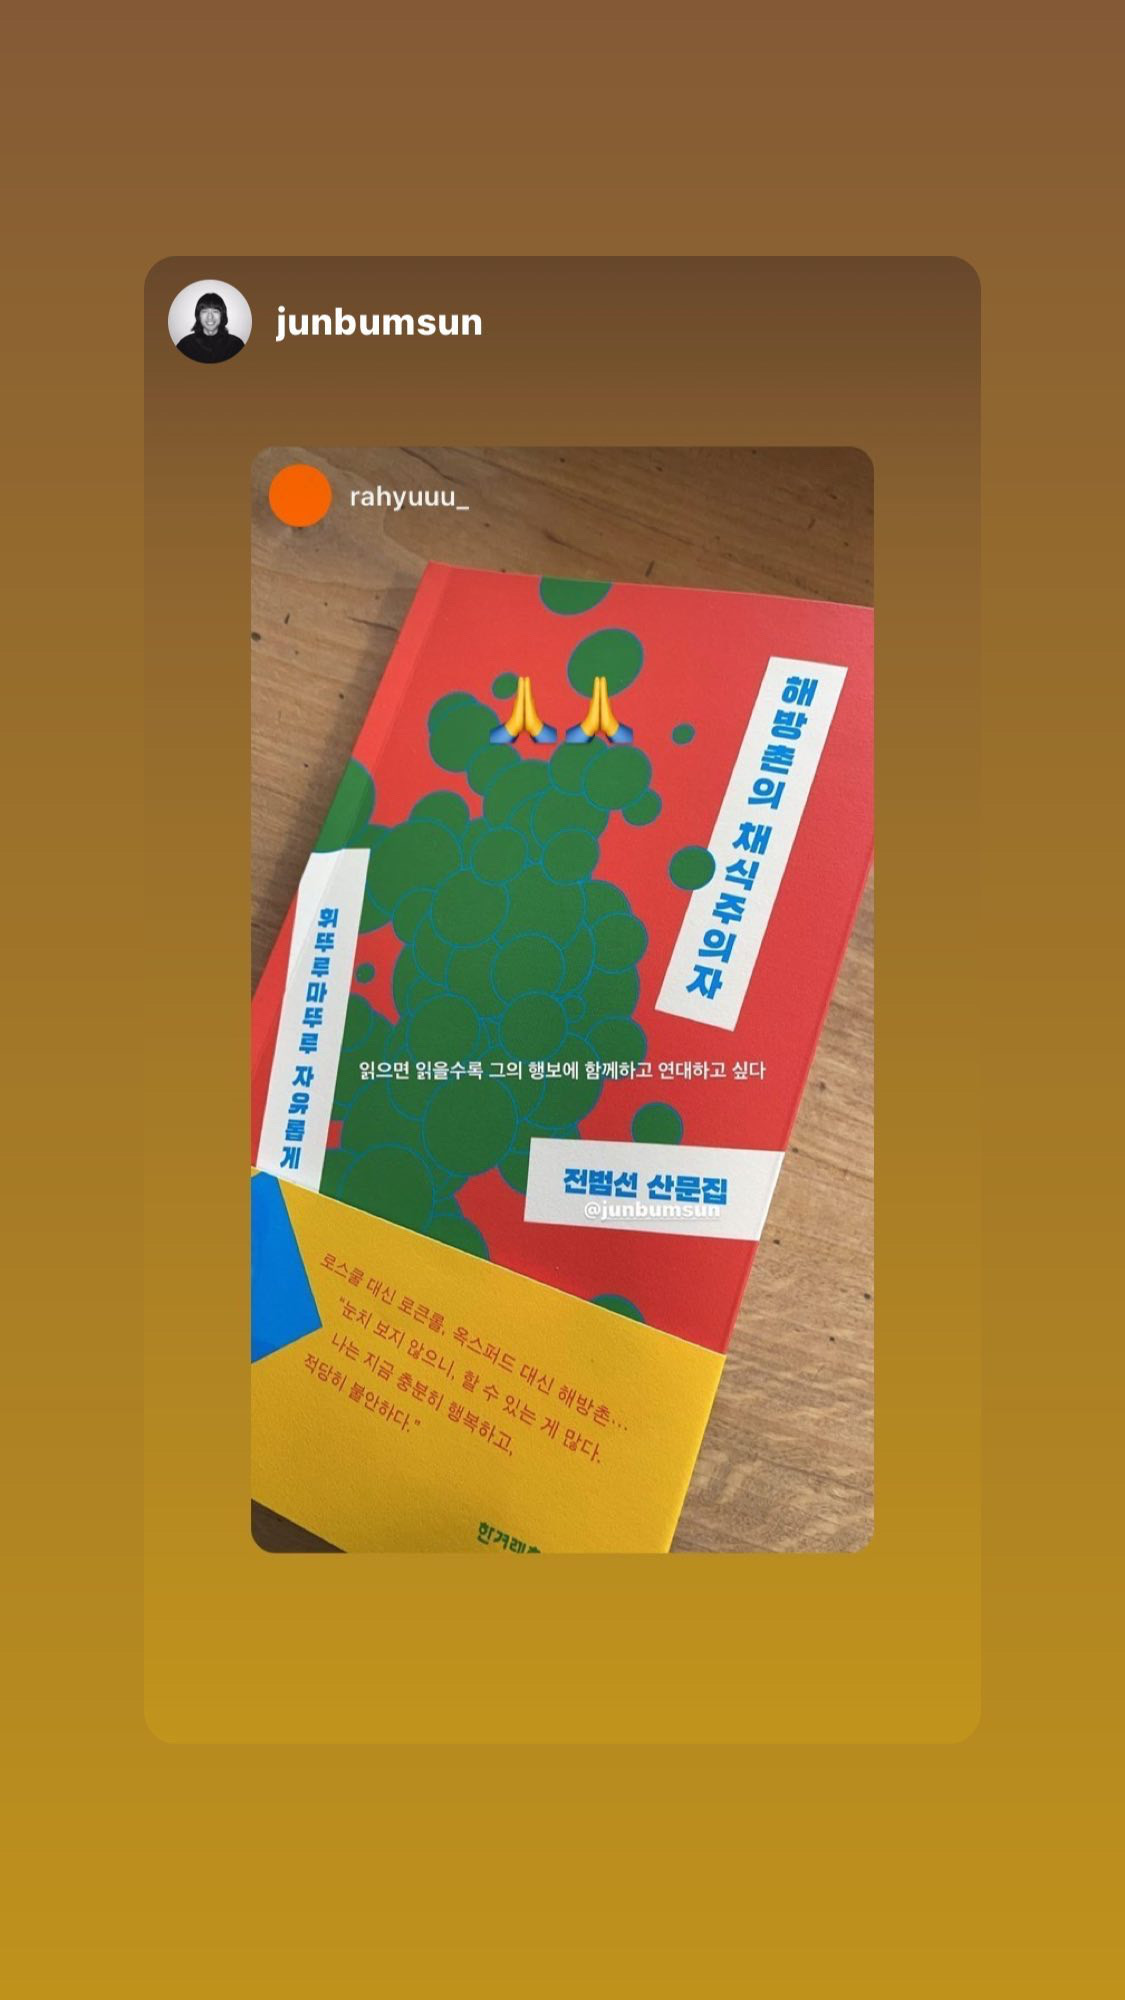 junbumsun
rahyuuu_
해방촌의 채식주의자
휘뚜루마뚜루 자유롭게
읽으면 읽을수록 그의 행보에 함께하고 연대하고 싶다
전범선 산문집
@junbumsun
로스쿨 대신 로큰롤, 옥스퍼드 대신 해방촌…
“눈치 보지 않으니, 할 수 있는 게 많다.
나는 지금 충분히 행복하고,
적당히 불안하다.”
한겨레